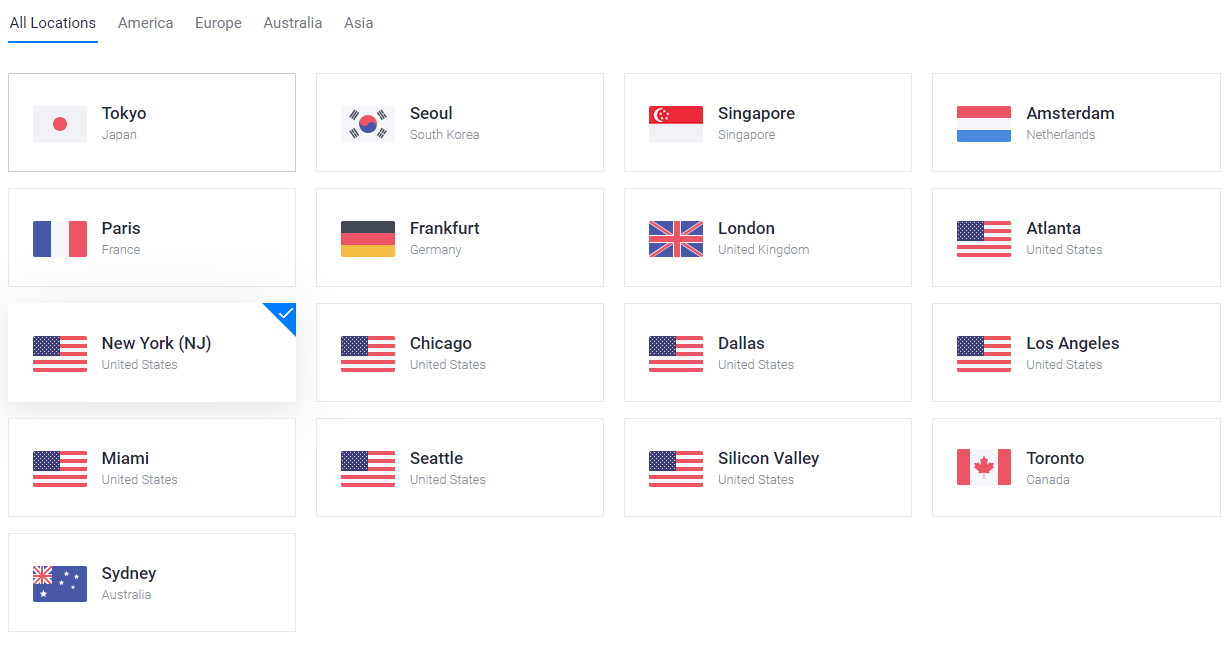 All Locations America Europe Australia Asia
Tokyo
Japan
Seoul
South Korea
Singapore
Singapore
Amsterdam
Netherlands
Paris
France
Frankfurt
Germany
London
United Kingdom
Atlanta
United States
New York (NJ)
United States
Chicago
United States
Dallas
United States
Los Angeles
United States
Miami
United States
Seattle
United States
Silicon Valley
United States
Toronto
Canada
Sydney
Australia